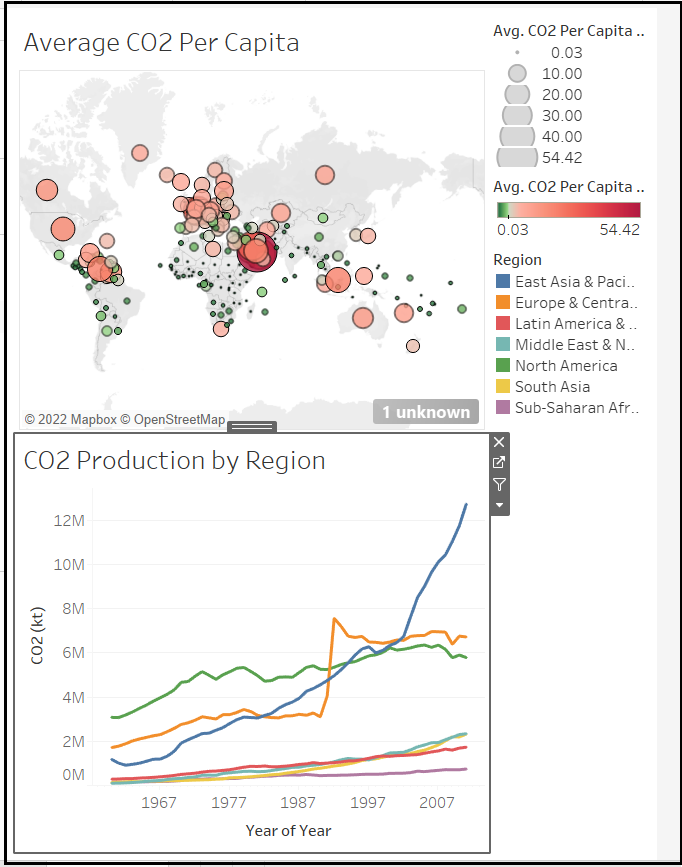 Average CO2 Per Capita
© 2022 Mapbox © OpenStreetMap
1 unknown
Avg. CO2 Per Capita ..
0.03
10.00
20.00
30.00
40.00
54.42
Avg. CO2 Per Capita ..
0.03 54.42
Region
East Asia & Paci..
Europe & Centra..
Latin America & ..
Middle East & N..
North America
South Asia
Sub-Saharan Afr..
CO2 Production by Region
CO2 (kt)
12M
10M
8M
6M
4M
2M
0M
1967 1977 1987 1997 2007
Year of Year